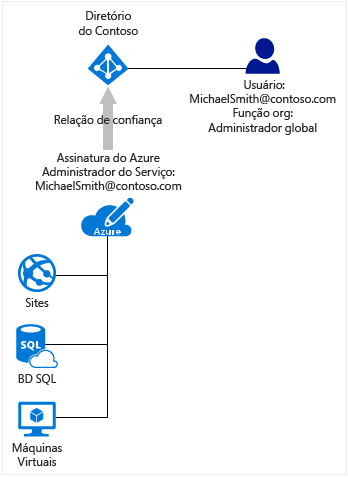 Diretório
do Contoso
Usuário:
MichaelSmith@contoso.com
Função org:
Administrador global
Relação de confiança
Assinatura do Azure
Administrador do Serviço:
MichaelSmith@contoso.com
Azure
Sites
SQL
BD SQL
Máquinas
Virtuais